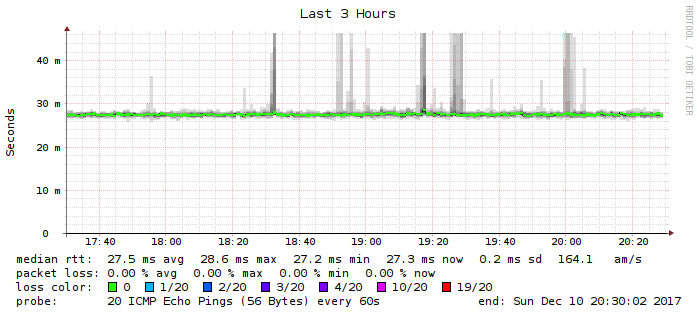 Last 3 Hours
RRDTOOL / TOBI OETIKER
Seconds
40 m
30 m
20 m
10 m
0
17:40 18:00 18:20 18:40 19:00 19:20 19:40 20:00 20:20
median rtt: 27.5 ms avg 28.6 ms max 27.2 ms min 27.3 ms now 0.2 ms sd 164.1 am/s
packet loss: 0.00 % avg 0.00 % max 0.00 % min 0.00 % now
loss color: 0 1/20 2/20 3/20 4/20 10/20 19/20
probe: 20 ICMP Echo Pings (56 Bytes) every 60s end: Sun Dec 10 20:30:02 2017